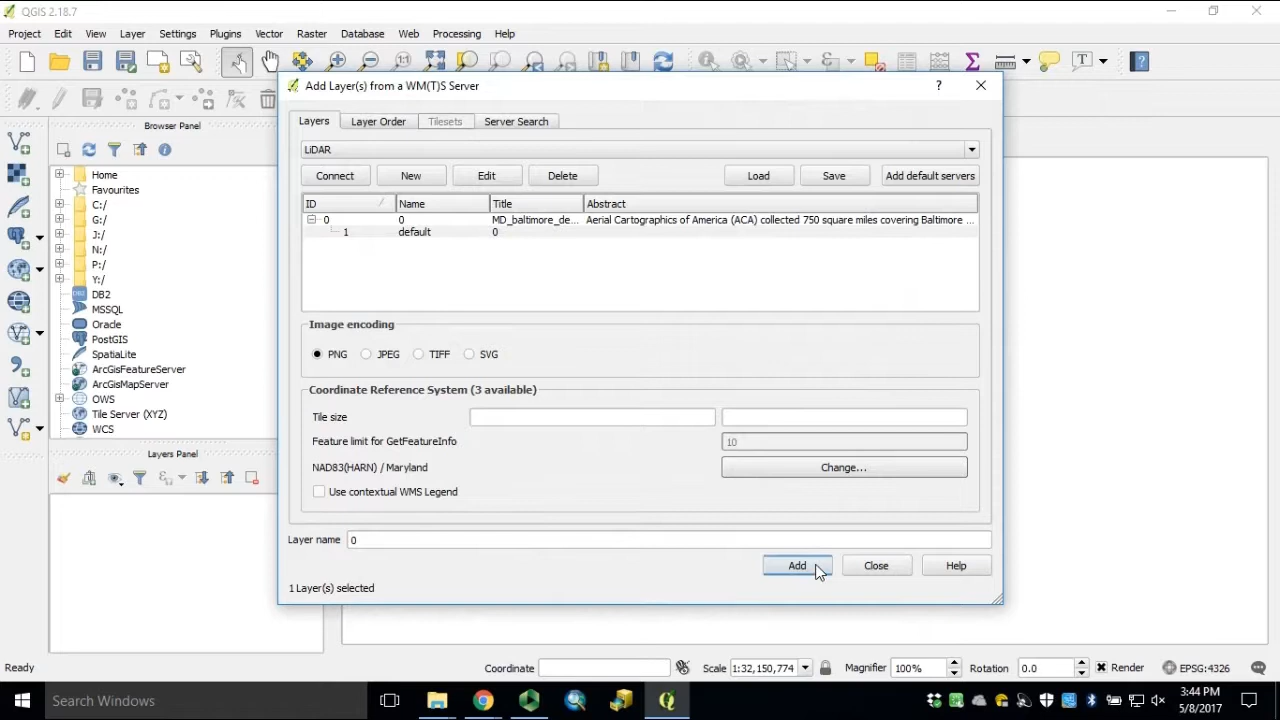 QGIS 2.18.7
Project Edit View Layer Settings Plugins Vector Raster Database Web Processing Help
Add Layer(s) from a WM(T)S Server
Layers Layer Order Tilesets Server Search
LiDAR
Connect New Edit Delete Load Save Add default servers
ID Name Title Abstract
0 0 MD_baltimore_de... Aerial Cartographics of America (ACA) collected 750 square miles covering Baltimore ...
1 default 0
Image encoding
PNG JPEG TIFF SVG
Coordinate Reference System (3 available)
Tile size
Feature limit for GetFeatureInfo 10
NAD83(HARN) / Maryland Change...
Use contextual WMS Legend
Layer name 0
Add Close Help
1 Layer(s) selected
Browser Panel
Home
Favourites
C:/
G:/
J:/
N:/
P:/
Y:/
DB2
MSSQL
Oracle
PostGIS
SpatiaLite
ArcGisFeatureServer
ArcGisMapServer
OWS
Tile Server (XYZ)
WCS
Layers Panel
Ready Coordinate Scale 1:32,150,774 Magnifier 100% Rotation 0.0 Render EPSG:4326
Search Windows
3:44 PM
5/8/2017